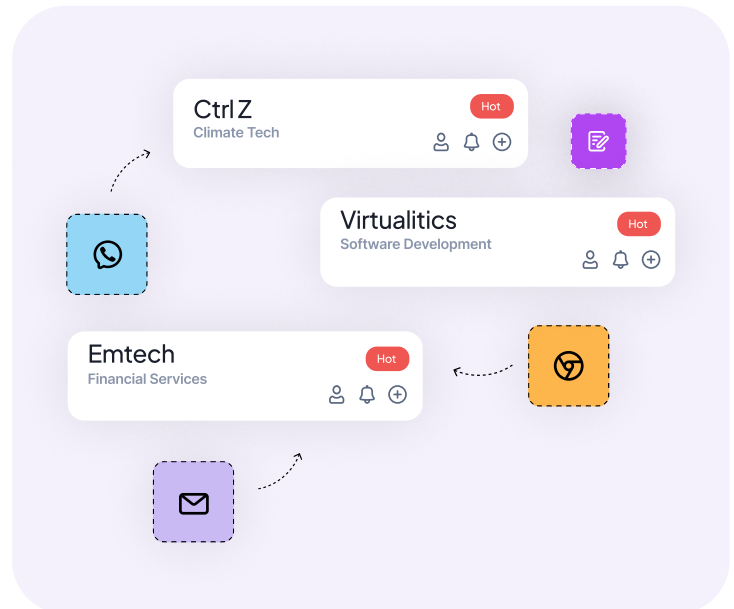 Ctrl Z
Hot
Climate Tech
Virtualitics
Hot
Software Development
Emtech
Hot
Financial Services